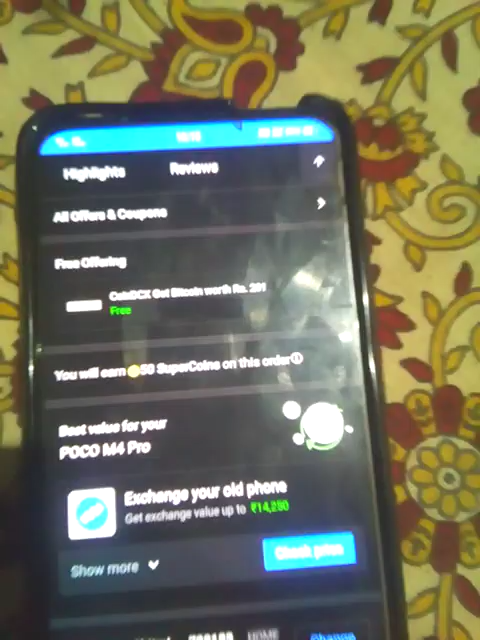 Highlights Reviews
All Offers & Coupons
Free Offering
CoinDCX Get Bitcoin worth Rs. 201
Free
You will earn 50 SuperCoins on this order
Best value for your
POCO M4 Pro
Exchange your old phone
Get exchange value up to ₹14,250
Check price
Show more
HOME
Change